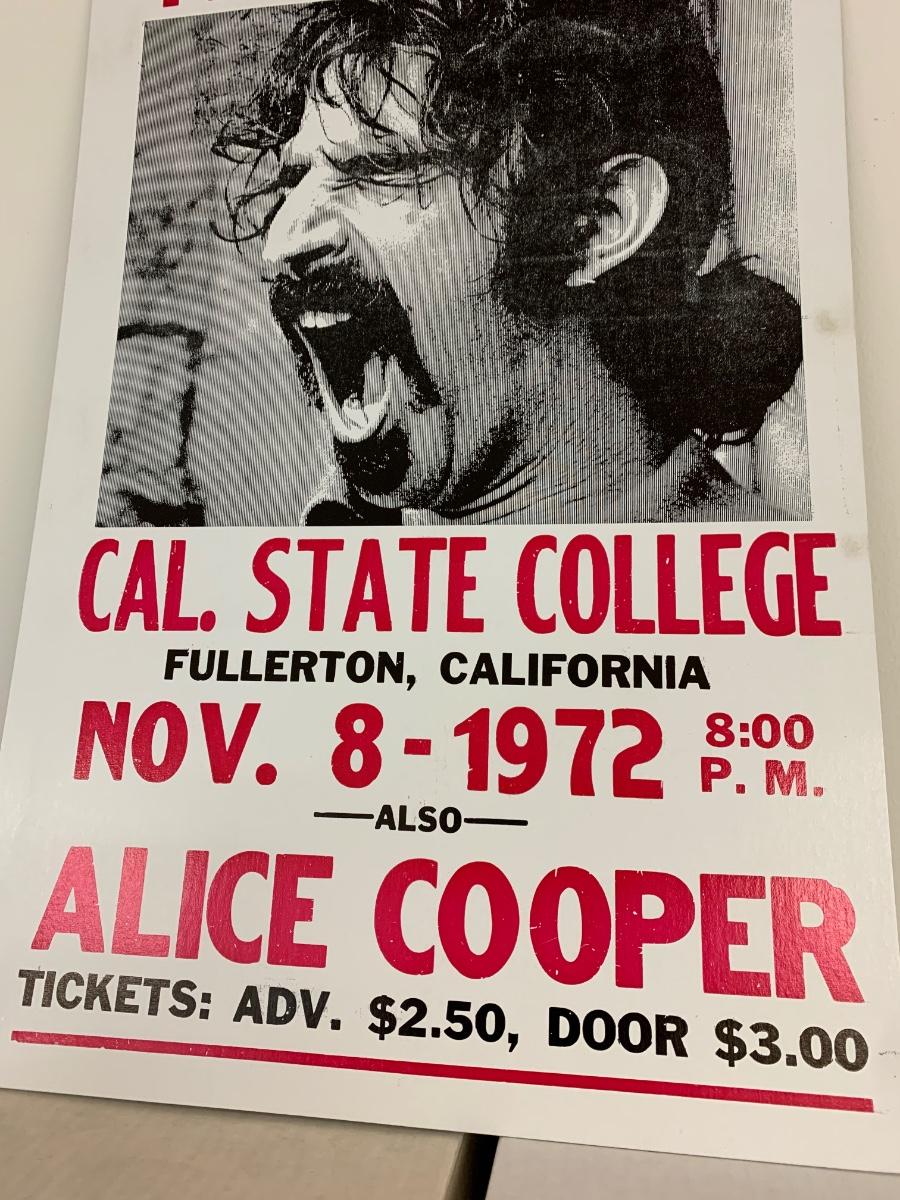 CAL. STATE COLLEGE
FULLERTON, CALIFORNIA
NOV. 8-1972 8:00 P. M.
—ALSO—
ALICE COOPER
TICKETS: ADV. $2.50, DOOR $3.00